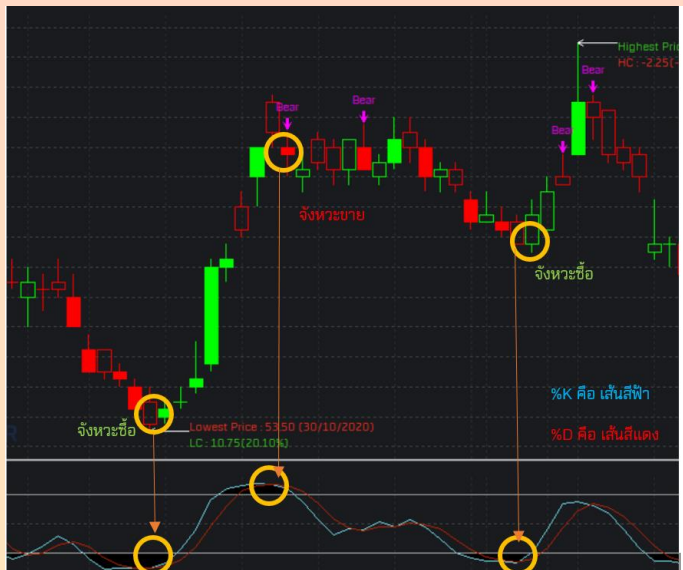 Highest Pric
HC : -2.25(-
Bear
Bear
Bear
Bear
จังหวะขาย
จังหวะซื้อ
%K คือ เส้นสีฟ้า
จังหวะซื้อ
Lowest Price : 53.50 (30/10/2020)
%D คือ เส้นสีแดง
LC : 10.75(20.10%)